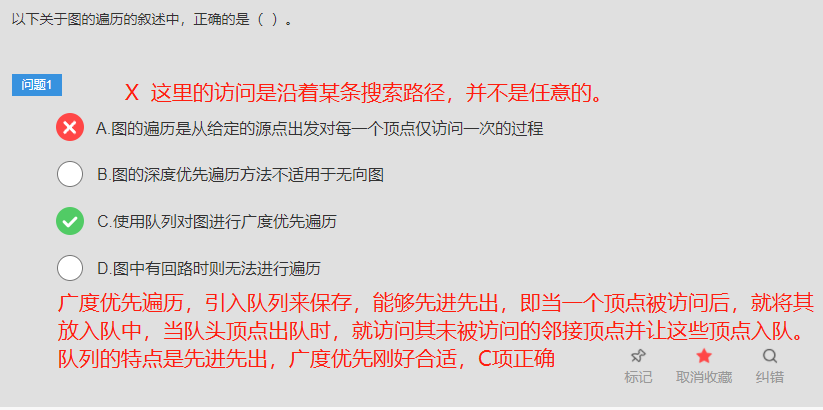 以下关于图的遍历的叙述中，正确的是（ ）。
问题1
X 这里的访问是沿着某条搜索路径，并不是任意的。
A.图的遍历是从给定的源点出发对每一个顶点仅访问一次的过程
B.图的深度优先遍历方法不适用于无向图
C.使用队列对图进行广度优先遍历
D.图中有回路时则无法进行遍历
广度优先遍历，引入队列来保存，能够先进先出，即当一个顶点被访问后，就将其
放入队中，当队头顶点出队时，就访问其未被访问的邻接顶点并让这些顶点入队。
队列的特点是先进先出，广度优先刚好合适，C项正确
标记 取消收藏 纠错